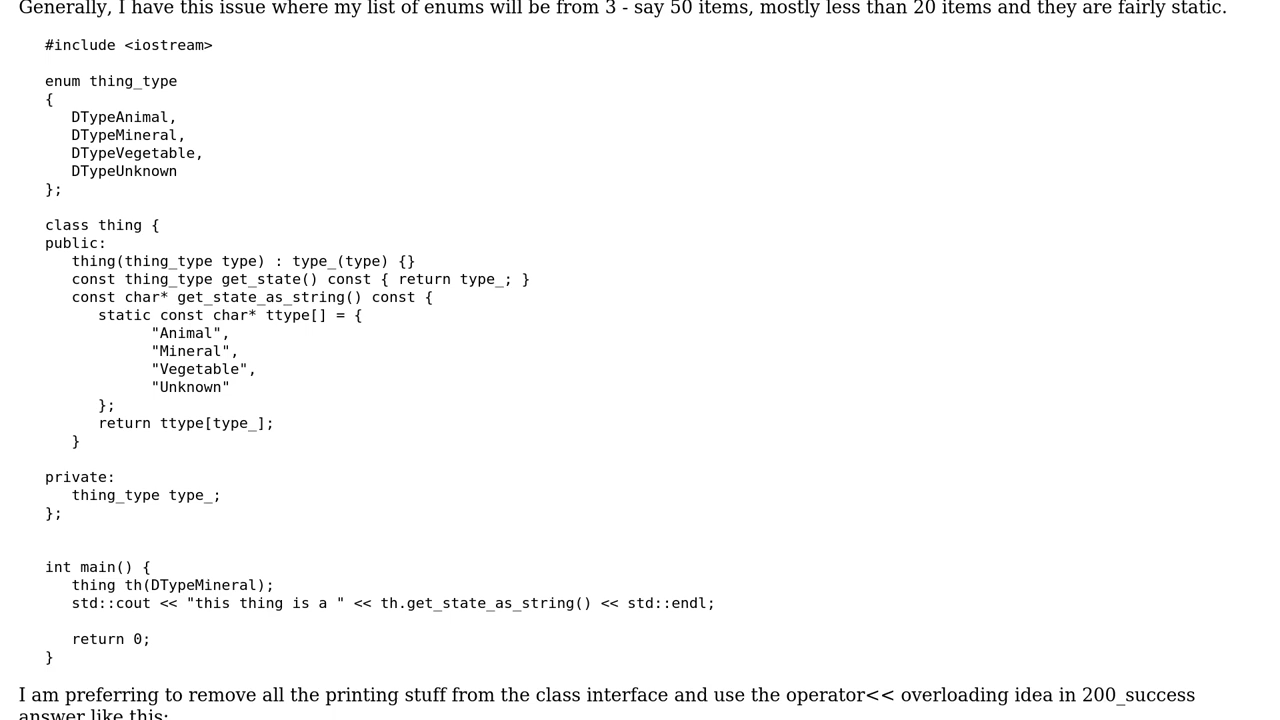 Generally, I have this issue where my list of enums will be from 3 - say 50 items, mostly less than 20 items and they are fairly static.
#include <iostream>
enum thing_type
{
DTypeAnimal,
DTypeMineral,
DTypeVegetable,
DTypeUnknown
};
class thing {
public:
thing(thing_type type) : type_(type) {}
const thing_type get_state() const { return type_; }
const char* get_state_as_string() const {
static const char* ttype[] = {
"Animal",
"Mineral",
"Vegetable",
"Unknown"
};
return ttype[type_];
}
private:
thing_type type_;
};
int main() {
thing th(DTypeMineral);
std::cout << "this thing is a " << th.get_state_as_string() << std::endl;
return 0;
}
I am preferring to remove all the printing stuff from the class interface and use the operator<< overloading idea in 200_success
answer like this: